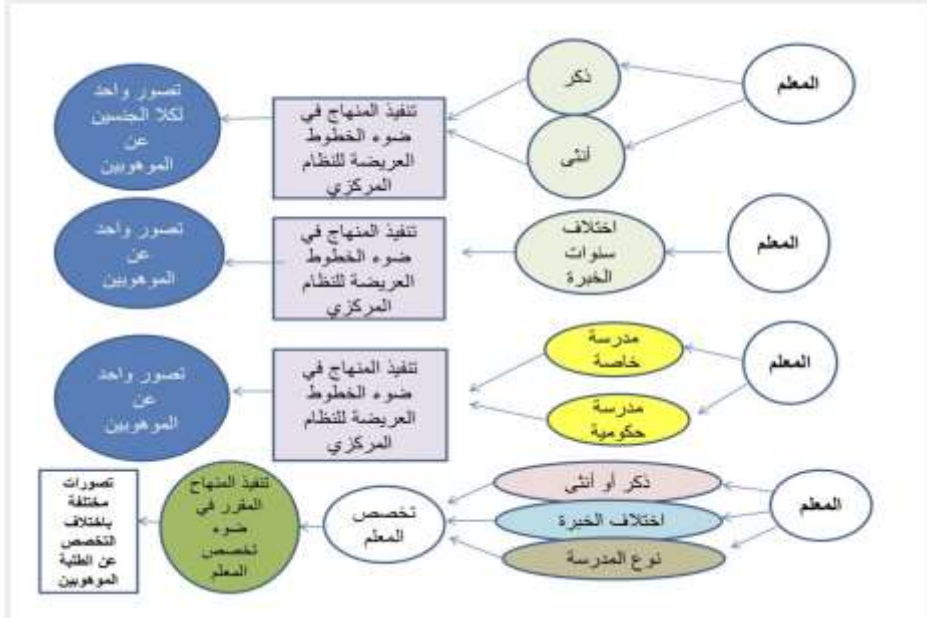 المعلم
ذكر
أنثى
تنفيذ المنهاج في
ضوء الخطوط
العريضة للنظام
المركزي
تصور واحد
لكلا الجنسين
عن
الموهوبين
المعلم
اختلاف
سنوات
الخبرة
تنفيذ المنهاج في
ضوء الخطوط
العريضة للنظام
المركزي
تصور واحد
عن
الموهوبين
المعلم
مدرسة
خاصة
مدرسة
حكومية
تنفيذ المنهاج في
ضوء الخطوط
العريضة للنظام
المركزي
تصور واحد
عن
الموهوبين
المعلم
ذكر أو أنثى
اختلاف الخبرة
نوع المدرسة
تخصص
المعلم
تنفيذ المنهاج
المقرر في
ضوء
تخصص
المعلم
تصورات
مختلفة
باختلاف
التخصص
عن الطلبة
الموهوبين